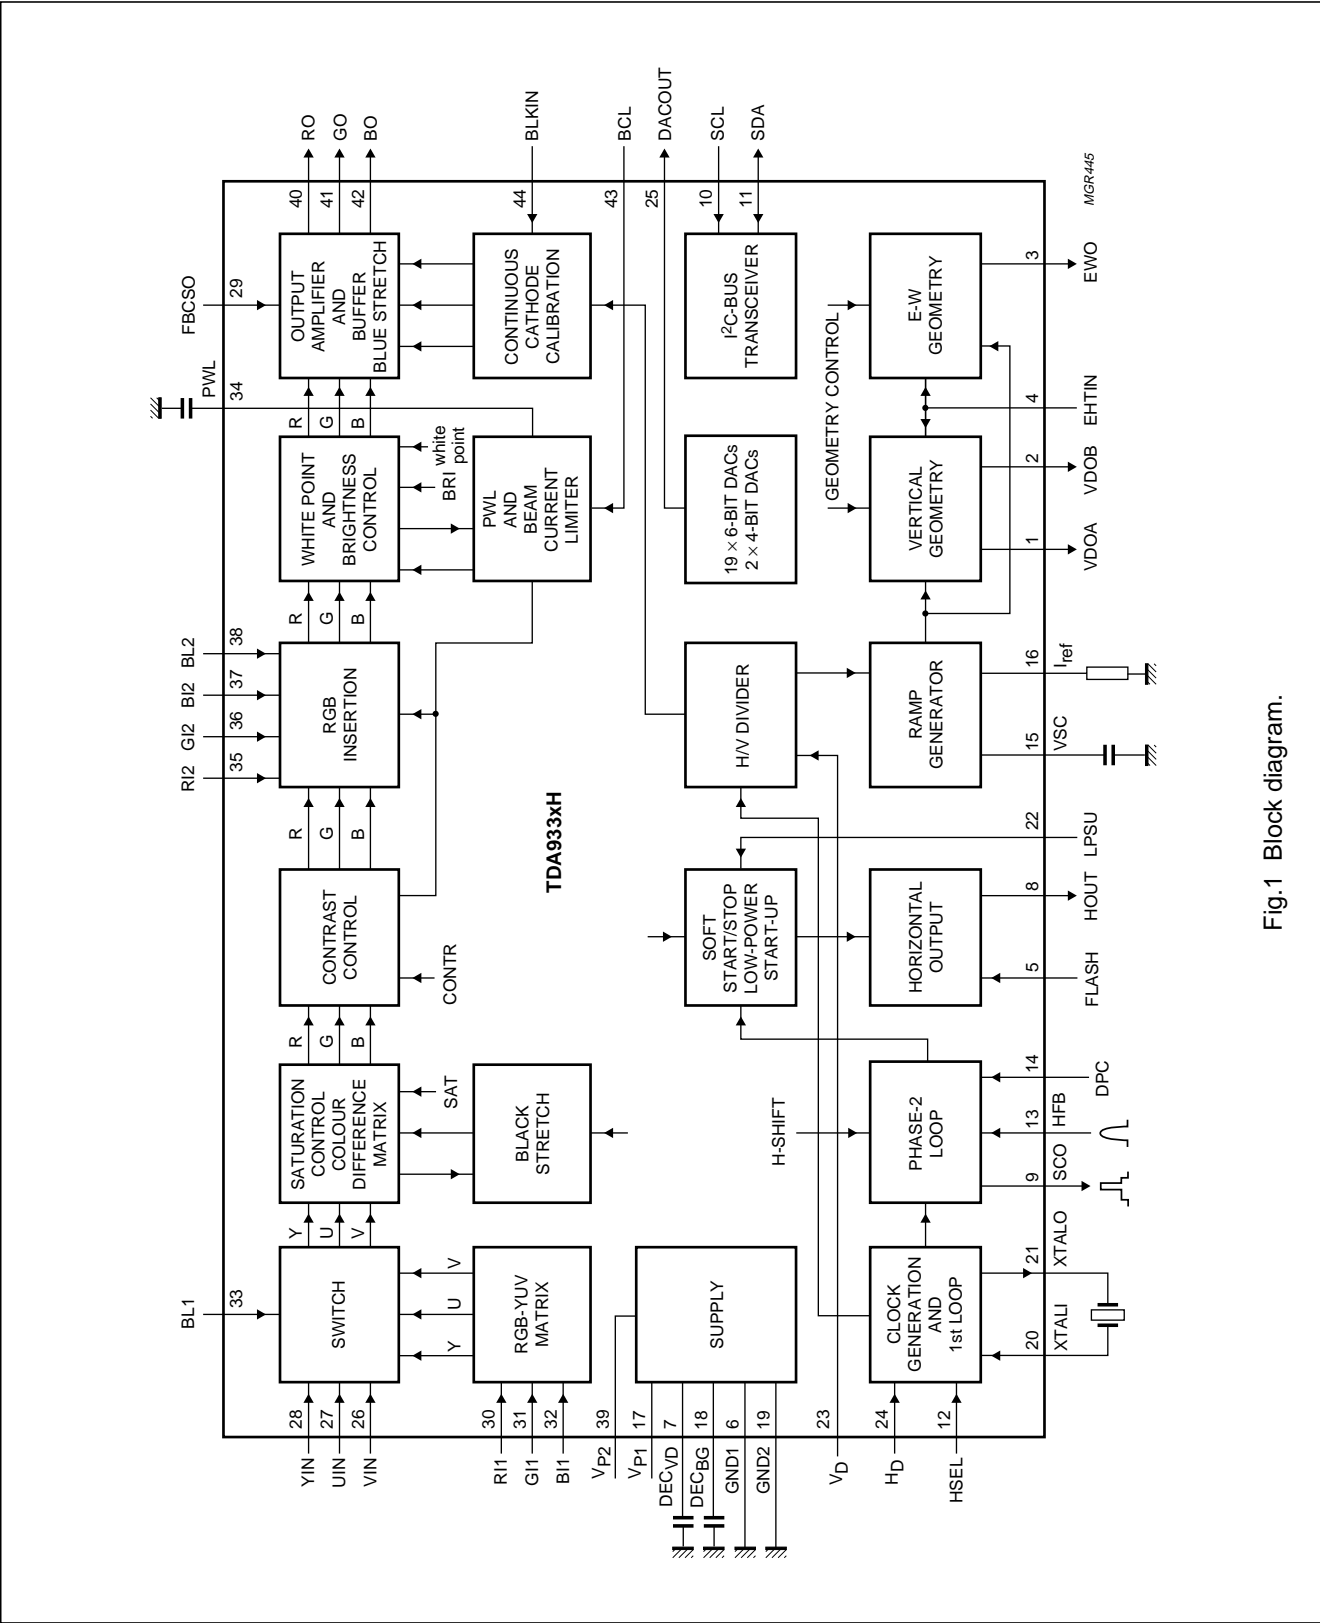 FBCSO
29
PWL
34
BL2
38
BI2
37
GI2
36
RI2
35
BL1
33
YIN
28
UIN
27
VIN
26
SWITCH
Y
U
V
SATURATION
CONTROL
COLOUR
DIFFERENCE
MATRIX
R
G
B
CONTRAST
CONTROL
R
G
B
RGB
INSERTION
R
G
B
WHITE POINT
AND
BRIGHTNESS
CONTROL
R
G
B
OUTPUT
AMPLIFIER
AND
BUFFER
BLUE STRETCH
40
RO
41
GO
42
BO
Y
U
V
SAT
CONTR
BRI
white
point
RI1
30
GI1
31
BI1
32
RGB-YUV
MATRIX
BLACK
STRETCH
PWL
AND
BEAM
CURRENT
LIMITER
CONTINUOUS
CATHODE
CALIBRATION
44
BLKIN
43
BCL
TDA933xH
VP2
39
VP1
17
DECVD
7
DECBG
18
GND1
6
GND2
19
SUPPLY
H-SHIFT
SOFT
START/STOP
LOW-POWER
START-UP
H/V DIVIDER
19 × 6-BIT DACs
2 × 4-BIT DACs
I2C-BUS
TRANSCEIVER
25
DACOUT
10
SCL
11
SDA
VD
23
HD
24
HSEL
12
GEOMETRY CONTROL
CLOCK
GENERATION
AND
1st LOOP
PHASE-2
LOOP
HORIZONTAL
OUTPUT
RAMP
GENERATOR
VERTICAL
GEOMETRY
E-W
GEOMETRY
20
XTALI
21
XTALO
9
SCO
13
HFB
14
DPC
5
FLASH
8
HOUT
22
LPSU
15
VSC
16
Iref
1
VDOA
2
VDOB
4
EHTIN
3
EWO
MGR445
Fig.1 Block diagram.